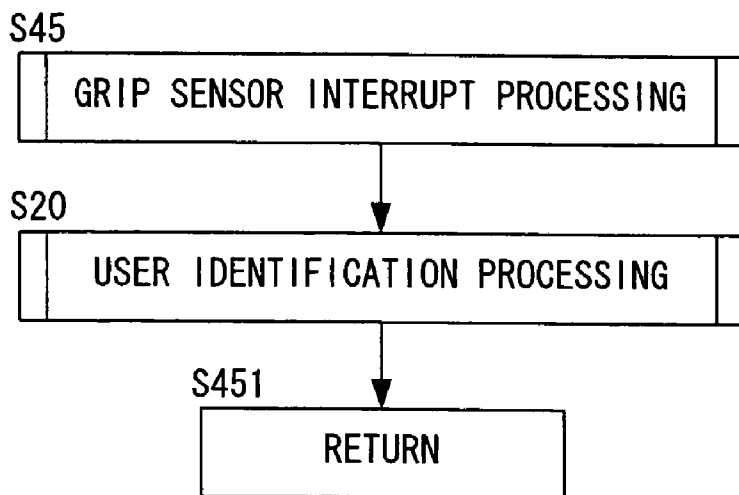 S45
GRIP SENSOR INTERRUPT PROCESSING
S20
USER IDENTIFICATION PROCESSING
S451
RETURN